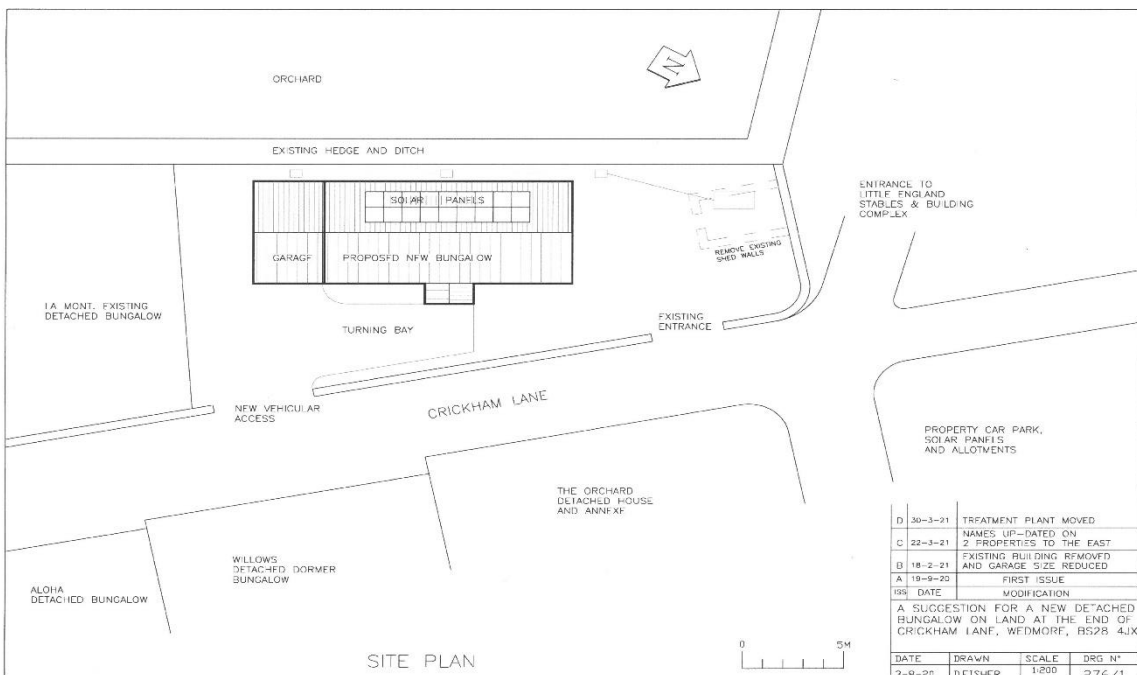 ORCHARD
N
EXISTING HEDGE AND DITCH
SOLAR PANELS
GARAGE
PROPOSED NEW BUNGALOW
REMOVE EXISTING
SHED WALLS
ENTRANCE TO
LITTLE ENGLAND
STABLES & BUILDING
COMPLEX
LA MONT. EXISTING
DETACHED BUNGALOW
TURNING BAY
EXISTING
ENTRANCE
NEW VEHICULAR
ACCESS
CRICKHAM LANE
PROPERTY CAR PARK,
SOLAR PANELS
AND ALLOTMENTS
THE ORCHARD
DETACHED HOUSE
AND ANNEXE
WILLOWS
DETACHED DORMER
BUNGALOW
ALOHA
DETACHED BUNGALOW
SITE PLAN
0 5M
D 30-3-21 TREATMENT PLANT MOVED
C 22-3-21 NAMES UP-DATED ON
2 PROPERTIES TO THE EAST
B 18-2-21 EXISTING BUILDING REMOVED
AND GARAGE SIZE REDUCED
A 19-9-20 FIRST ISSUE
ISS DATE MODIFICATION
A SUGGESTION FOR A NEW DETACHED
BUNGALOW ON LAND AT THE END OF
CRICKHAM LANE, WEDMORE, BS28 4JX
DATE DRAWN SCALE DRG N°
1:200